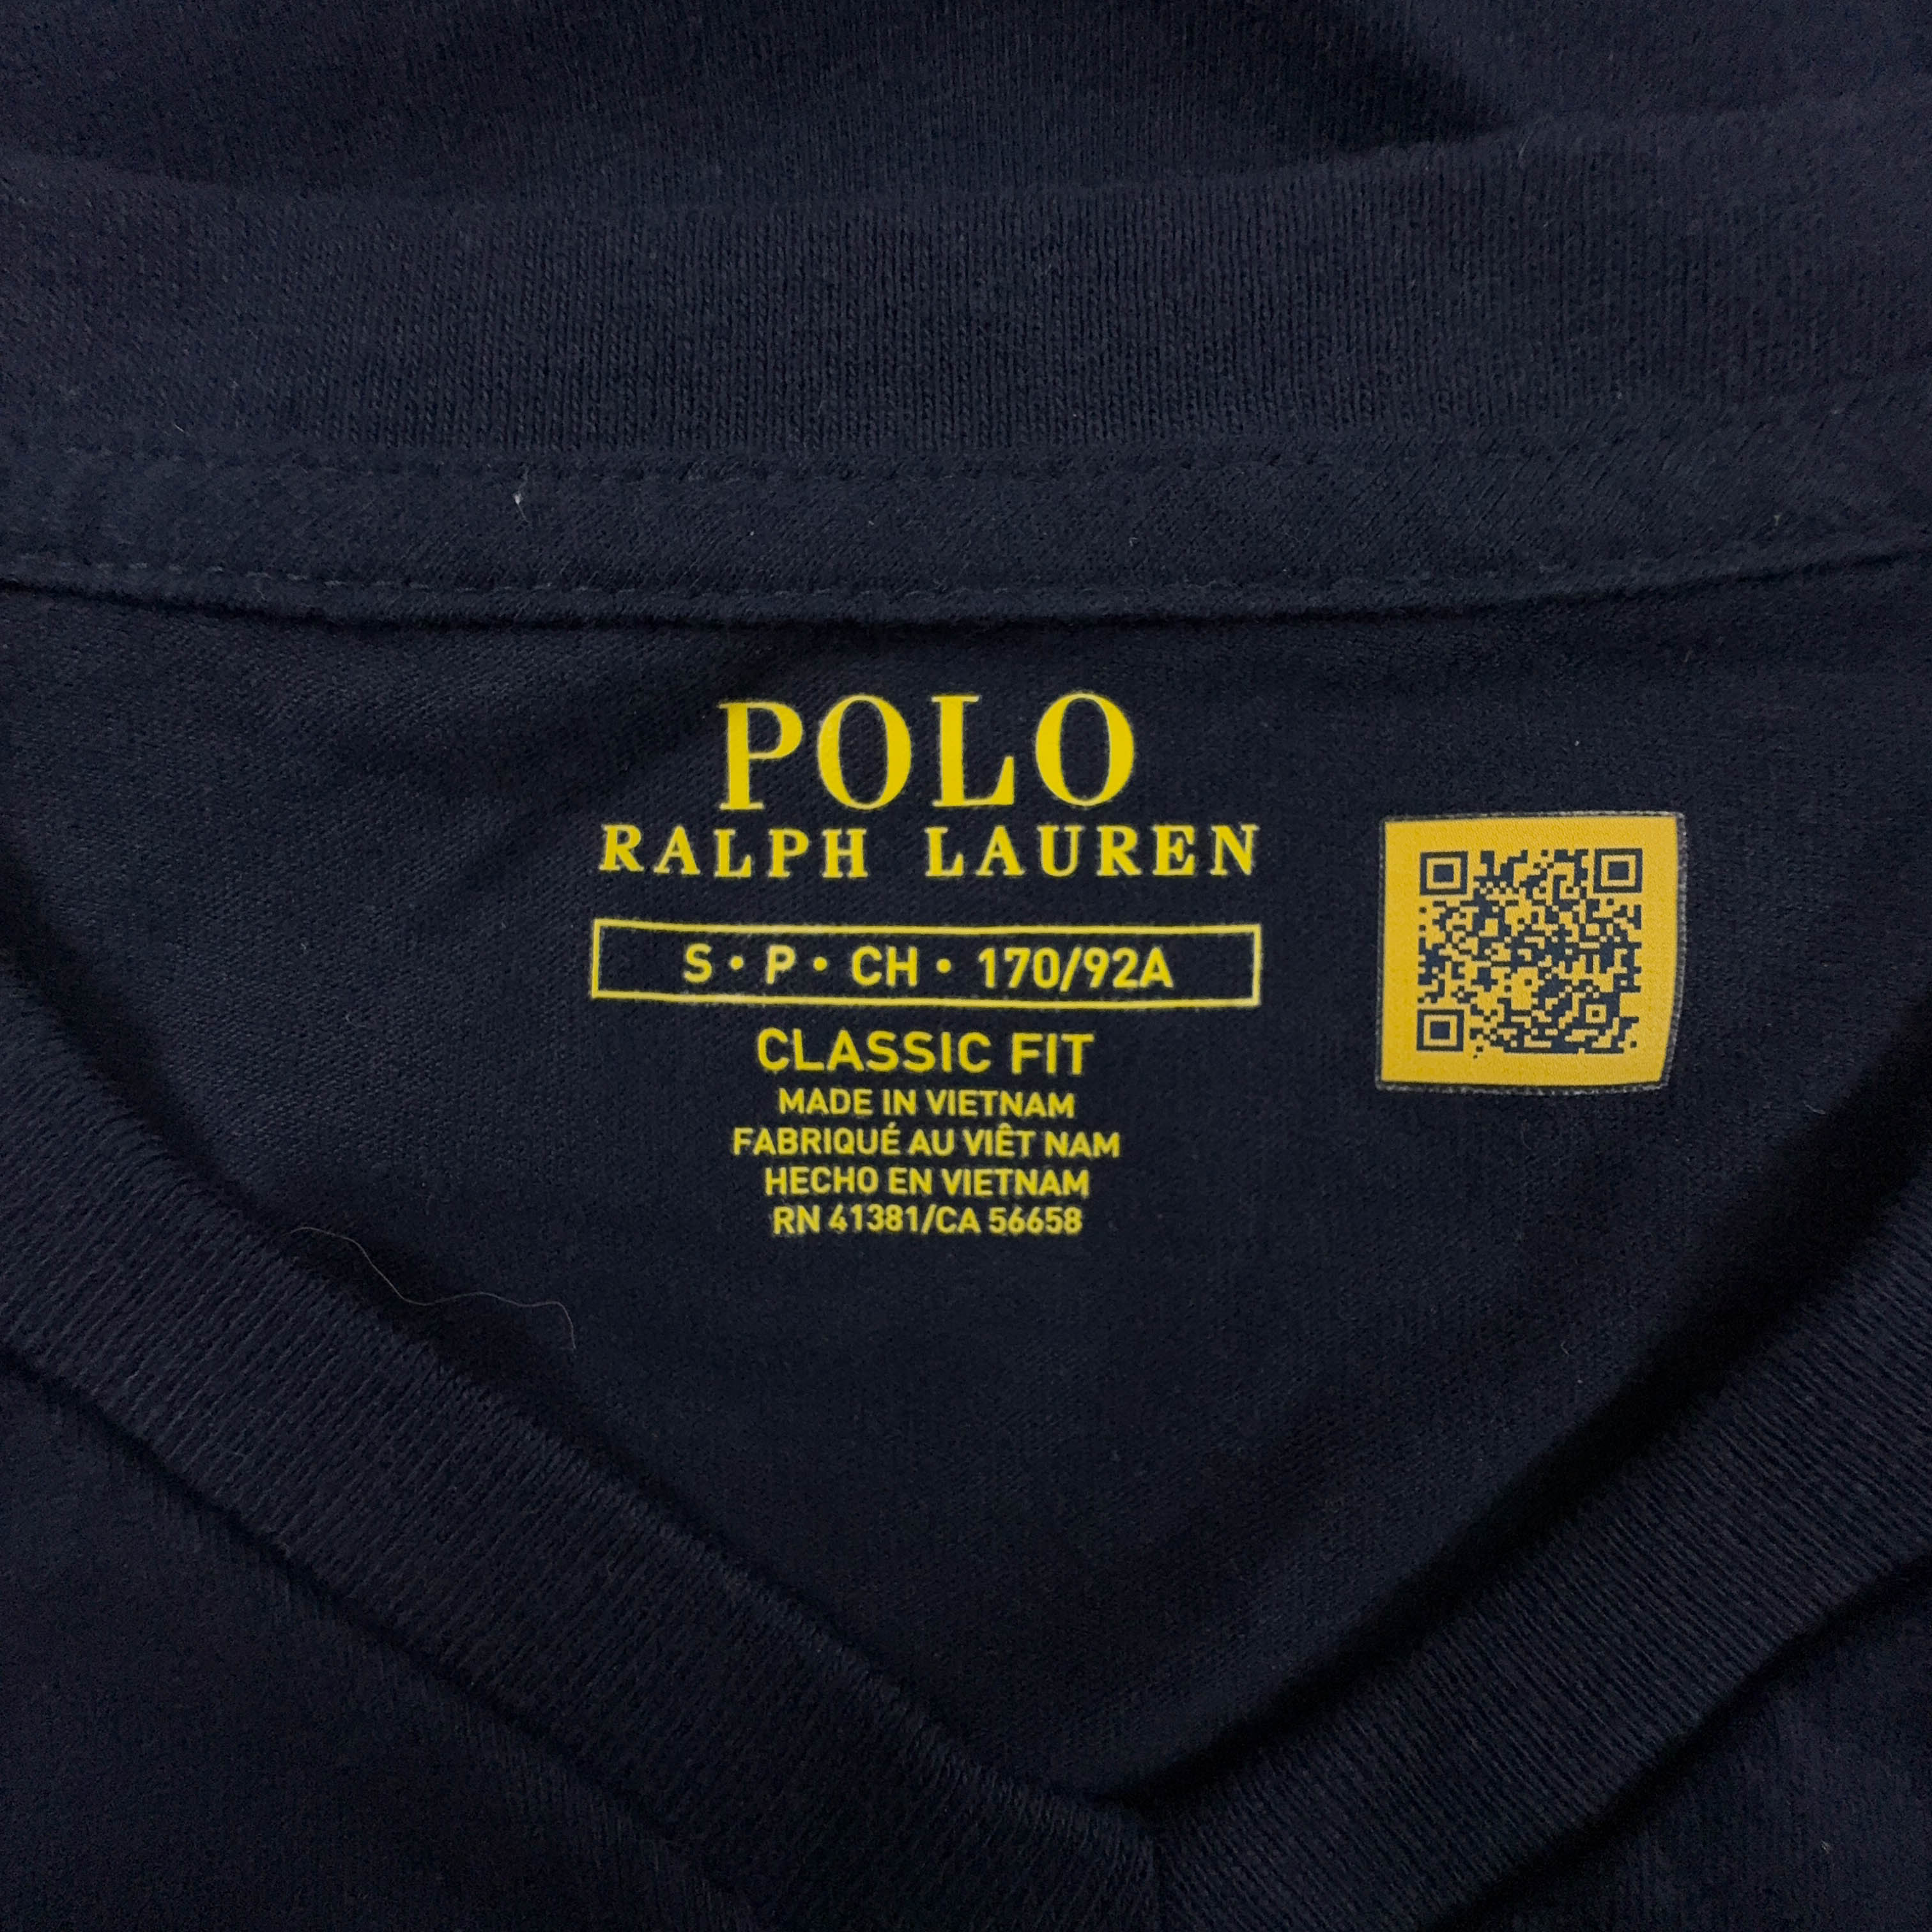 POLO
RALPH LAUREN
S • P • CH • 170/92A
CLASSIC FIT
MADE IN VIETNAM
FABRIQUÉ AU VIÊT NAM
HECHO EN VIETNAM
RN 41381/CA 56658